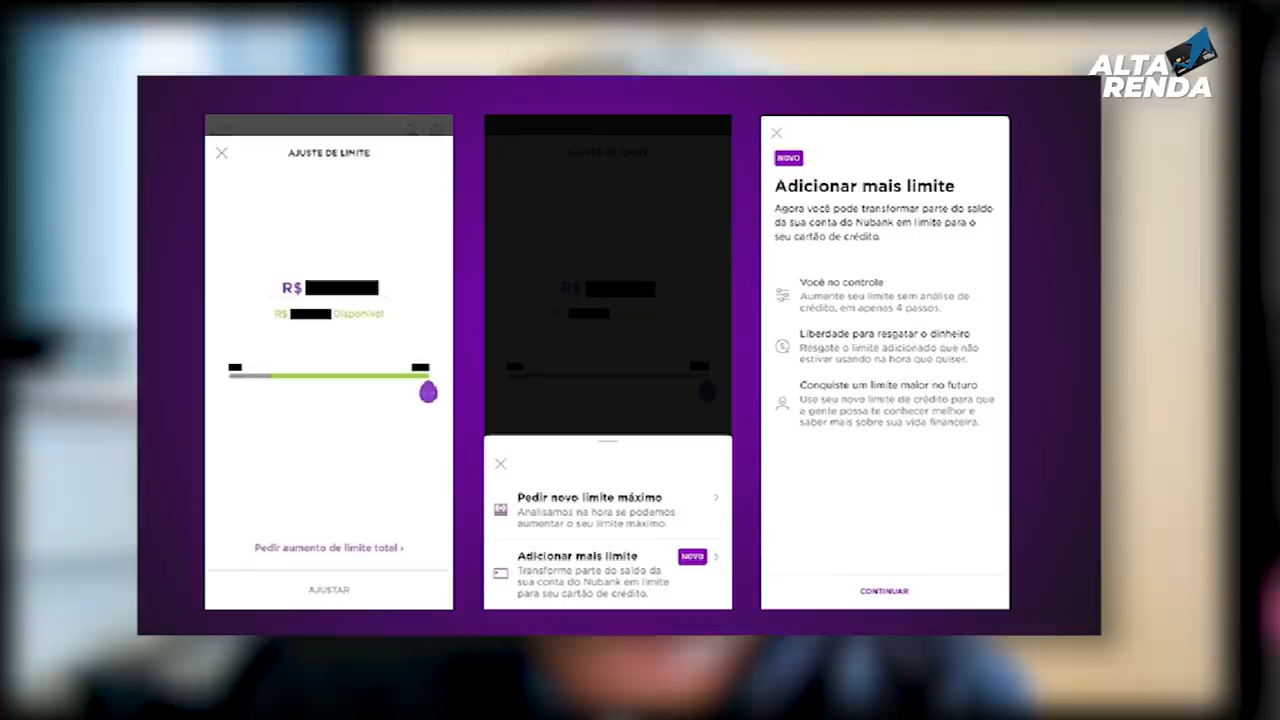 ALTA
RENDA
AJUSTE DE LIMITE
R$
R$ Disponível
Pedir aumento de limite total ›
AJUSTAR
AJUSTE DE LIMITE
R$
R$
Pedir novo limite máximo
Analisamos na hora se podemos
aumentar o seu limite máximo.
Adicionar mais limite NOVO
Transforme parte do saldo da
sua conta do Nubank em limite
para seu cartão de crédito.
NOVO
Adicionar mais limite
Agora você pode transformar parte do saldo
da sua conta do Nubank em limite para o
seu cartão de crédito.
Você no controle
Aumente seu limite sem análise de
crédito, em apenas 4 passos.
Liberdade para resgatar o dinheiro
Resgate o limite adicionado que não
estiver usando na hora que quiser.
Conquiste um limite maior no futuro
Use seu novo limite de crédito para que
a gente possa te conhecer melhor e
saber mais sobre sua vida financeira.
CONTINUAR